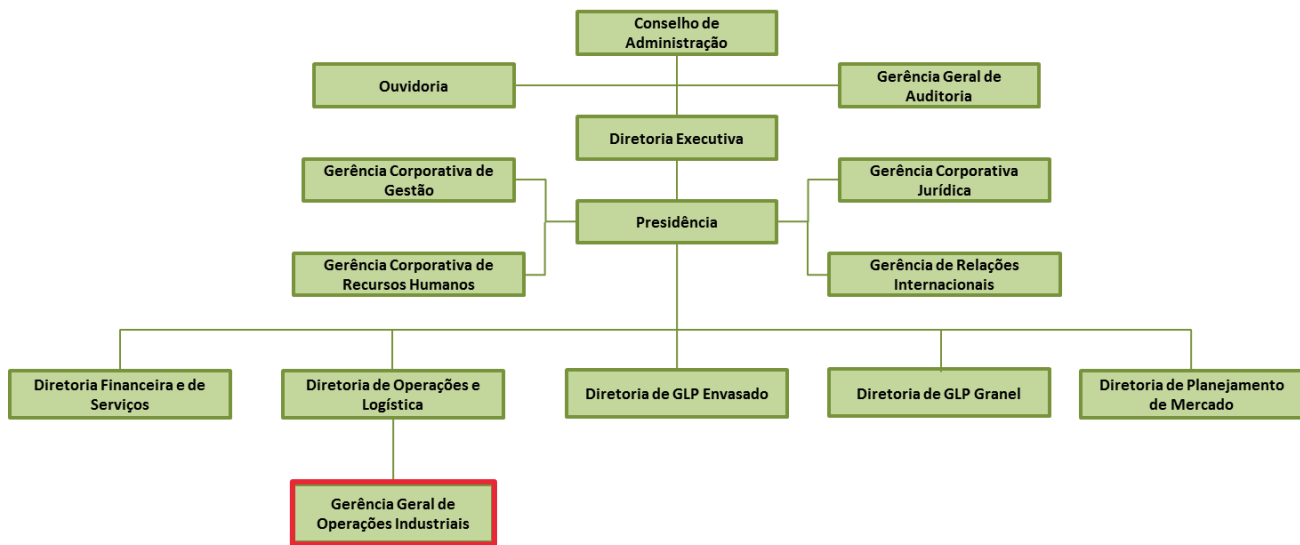 Conselho de
Administração
Ouvidoria
Gerência Geral de
Auditoria
Diretoria Executiva
Gerência Corporativa de
Gestão
Gerência Corporativa
Jurídica
Presidência
Gerência Corporativa de
Recursos Humanos
Gerência de Relações
Internacionais
Diretoria Financeira e de
Serviços
Diretoria de Operações e
Logística
Diretoria de GLP Envasado
Diretoria de GLP Granel
Diretoria de Planejamento
de Mercado
Gerência Geral de
Operações Industriais